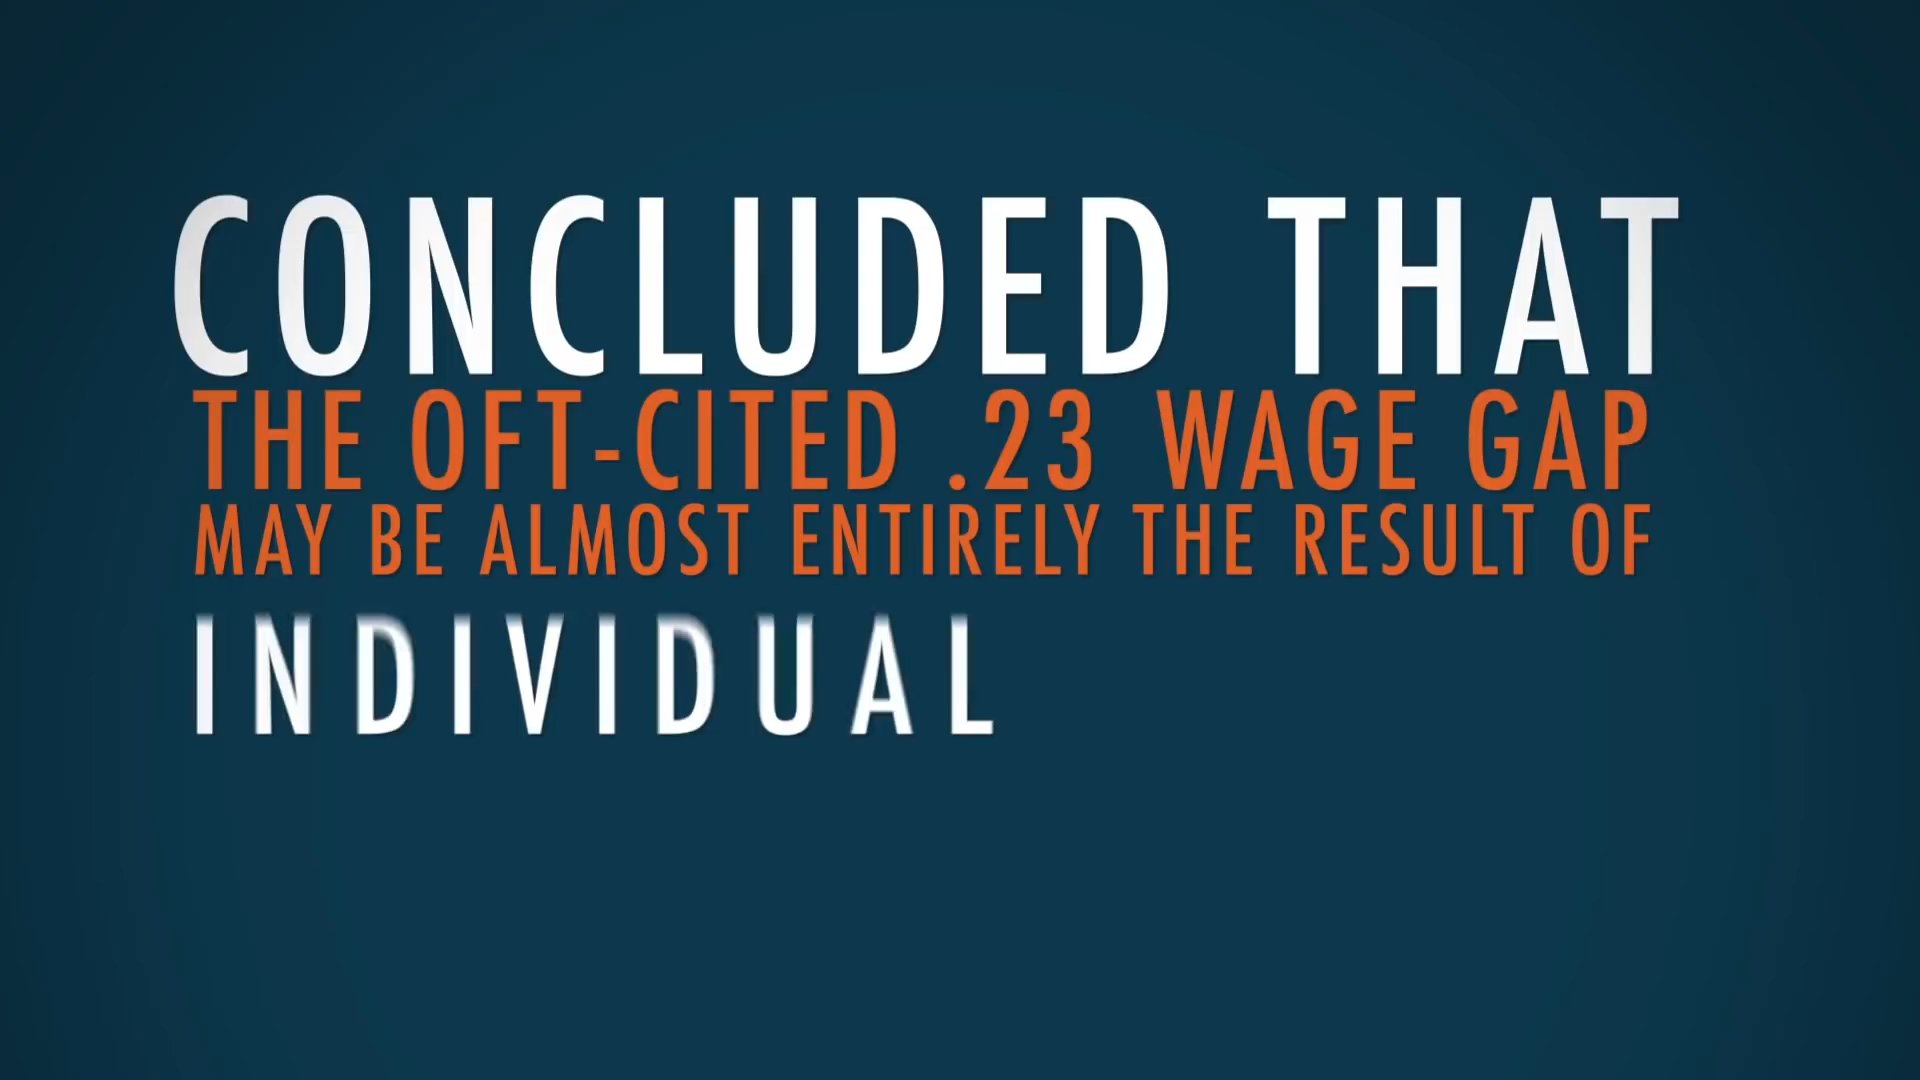 CONCLUDED THAT
THE OFT-CITED .23 WAGE GAP
MAY BE ALMOST ENTIRELY THE RESULT OF
INDIVIDUAL